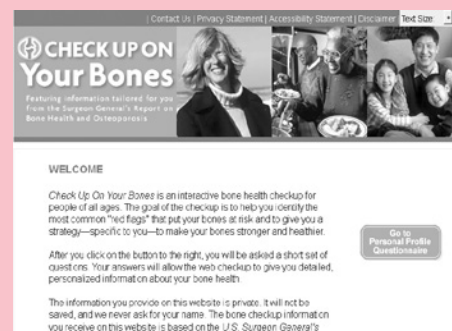 | Contact Us | Privacy Statement | Accessibility Statement | Disclaimer Text Size
CHECK UP ON
Your Bones
Featuring information tailored for you
from the Surgeon General's Report on
Bone Health and Osteoporosis
WELCOME
Check Up On Your Bones is an interactive bone health checkup for
people of all ages. The goal of the checkup is to help you identify the
most common "red flags" that put your bones at risk and to give you a
strategy—specific to you—to make your bones stronger and healthier.
Go to
Personal Profile
Questionnaire
After you click on the button to the right, you will be asked a short set of
questions. Your answers will allow the web checkup to give you detailed,
personalized information about your bone health.
The information you provide on this website is private. It will not be
saved, and we never ask for your name. The bone checkup information
you receive on this website is based on the U.S. Surgeon General's